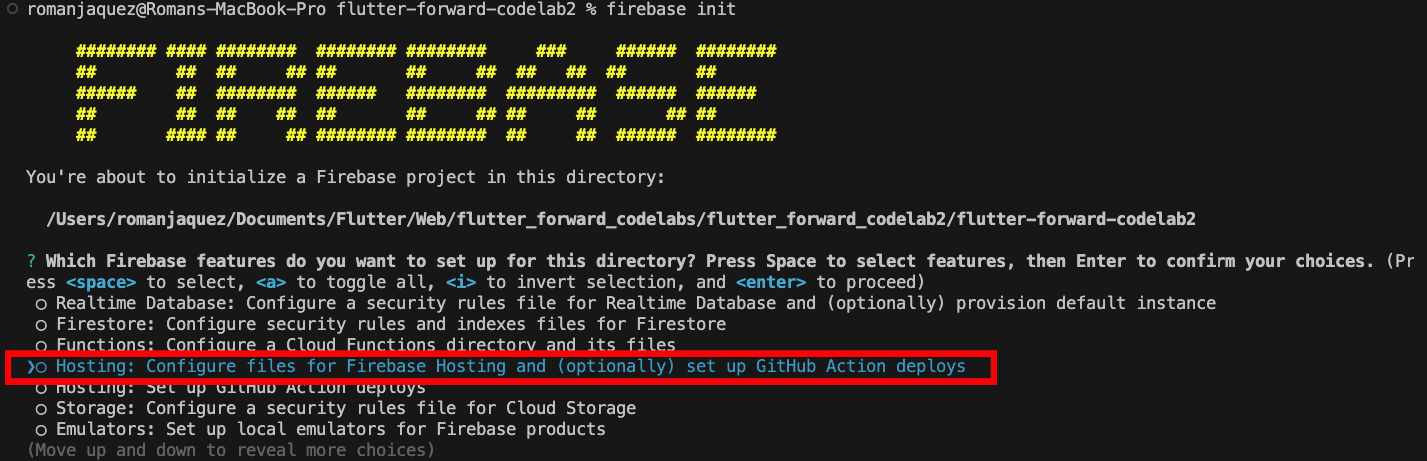 romanjaquez@Romans-MacBook-Pro flutter-forward-codelab2 % firebase init
FIREBASE
You're about to initialize a Firebase project in this directory:
/Users/romanjaquez/Documents/Flutter/Web/flutter_forward_codelabs/flutter_forward_codelab2/flutter-forward-codelab2
? Which Firebase features do you want to set up for this directory? Press Space to select features, then Enter to confirm your choices. (Pr
ess <space> to select, <a> to toggle all, <i> to invert selection, and <enter> to proceed)
○ Realtime Database: Configure a security rules file for Realtime Database and (optionally) provision default instance
○ Firestore: Configure security rules and indexes files for Firestore
○ Functions: Configure a Cloud Functions directory and its files
❯○ Hosting: Configure files for Firebase Hosting and (optionally) set up GitHub Action deploys
○ Hosting: Set up GitHub Action deploys
○ Storage: Configure a security rules file for Cloud Storage
○ Emulators: Set up local emulators for Firebase products
(Move up and down to reveal more choices)